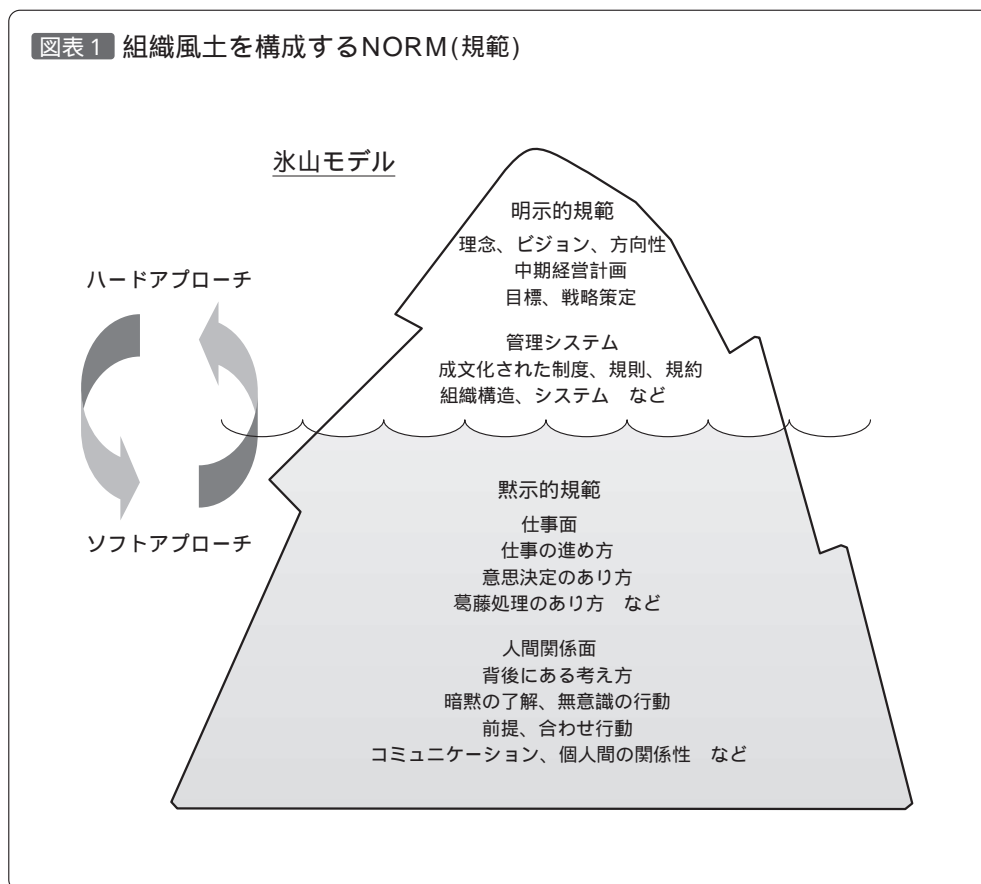 図表1 組織風土を構成するNORM(規範)
氷山モデル
明示的規範
理念、ビジョン、方向性
中期経営計画
目標、戦略策定
管理システム
成文化された制度、規則、規約
組織構造、システム　など
ハードアプローチ
ソフトアプローチ
黙示的規範
仕事面
仕事の進め方
意思決定のあり方
葛藤処理のあり方　など
人間関係面
背後にある考え方
暗黙の了解、無意識の行動
前提、合わせ行動
コミュニケーション、個人間の関係性　など